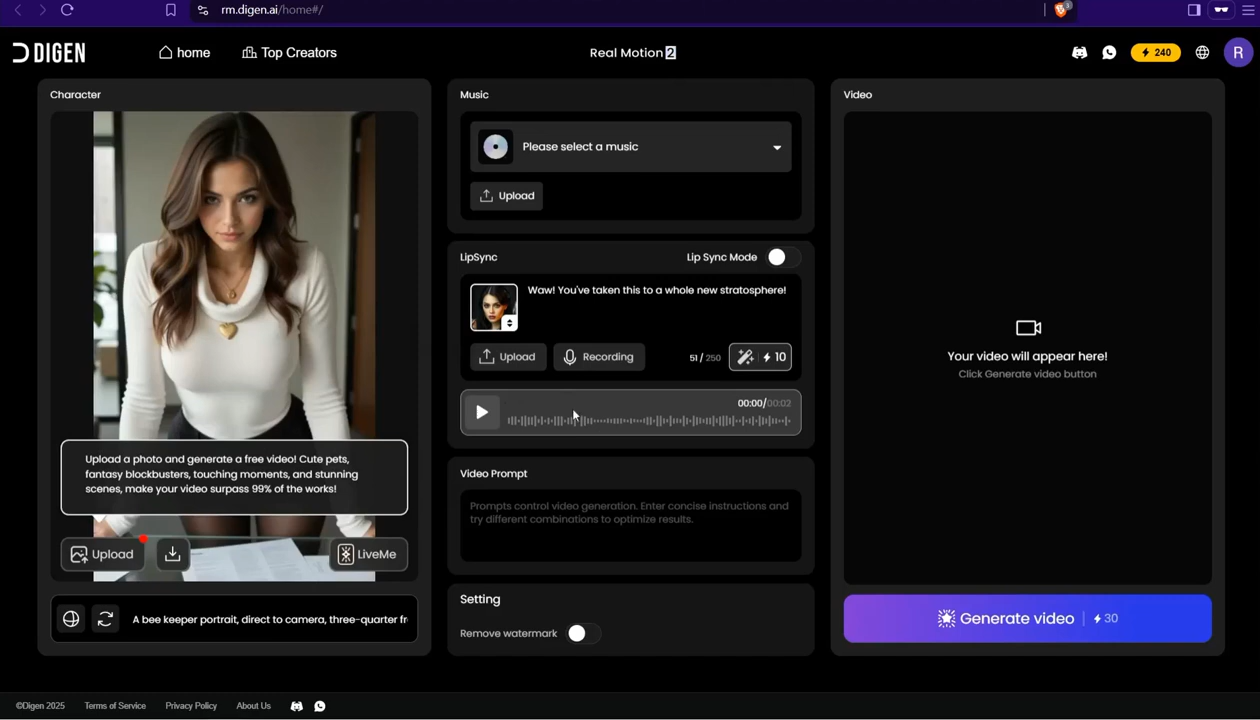 rm.digen.ai/home#/
3
DIGEN
home
Top Creators
Real Motion 2
240
R
Character
Upload a photo and generate a free video! Cute pets,
fantasy blockbusters, touching moments, and stunning
scenes, make your video surpass 99% of the works!
Upload
LiveMe
A bee keeper portrait, direct to camera, three-quarter fr
Music
Please select a music
Upload
LipSync
Lip Sync Mode
Waw! You've taken this to a whole new stratosphere!
Upload
Recording
51 / 250
10
00:00/00:02
Video Prompt
Prompts control video generation. Enter concise instructions and
try different combinations to optimize results.
Setting
Remove watermark
Video
Your video will appear here!
Click Generate video button
Generate video | 30
©Digen 2025
Terms of Service
Privacy Policy
About Us